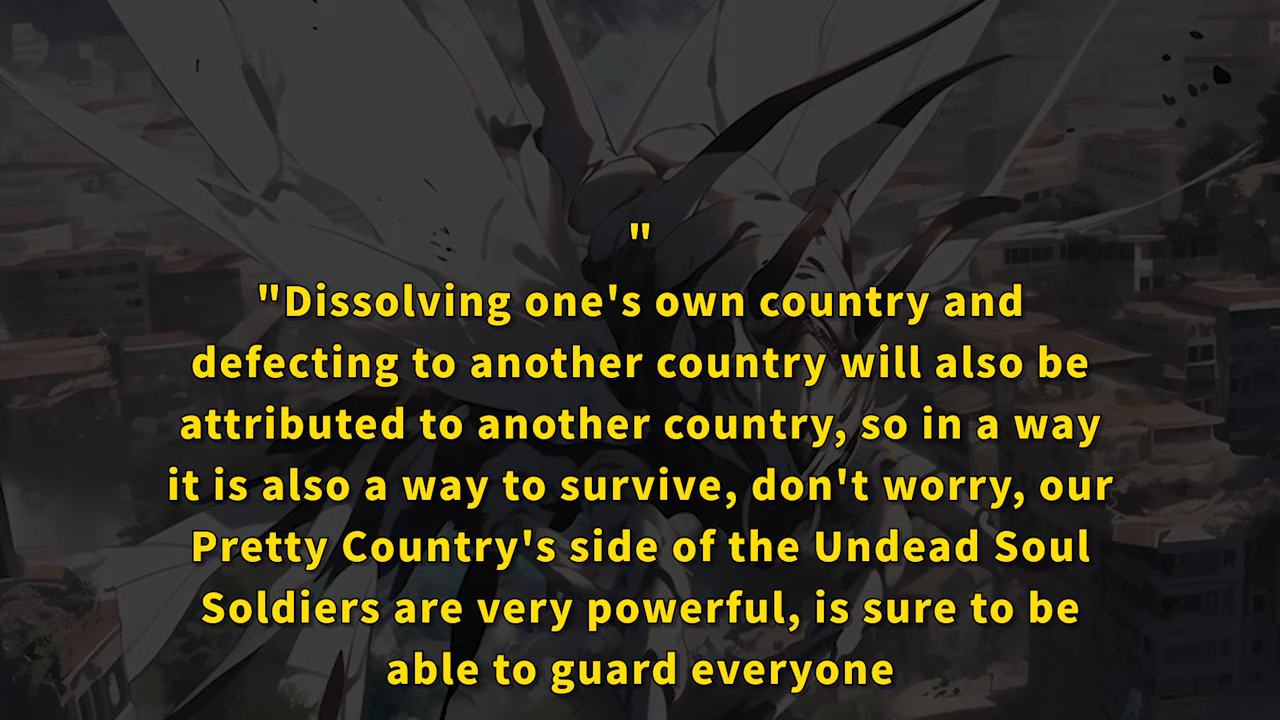 "
"Dissolving one's own country and
defecting to another country will also be
attributed to another country, so in a way
it is also a way to survive, don't worry, our
Pretty Country's side of the Undead Soul
Soldiers are very powerful, is sure to be
able to guard everyone